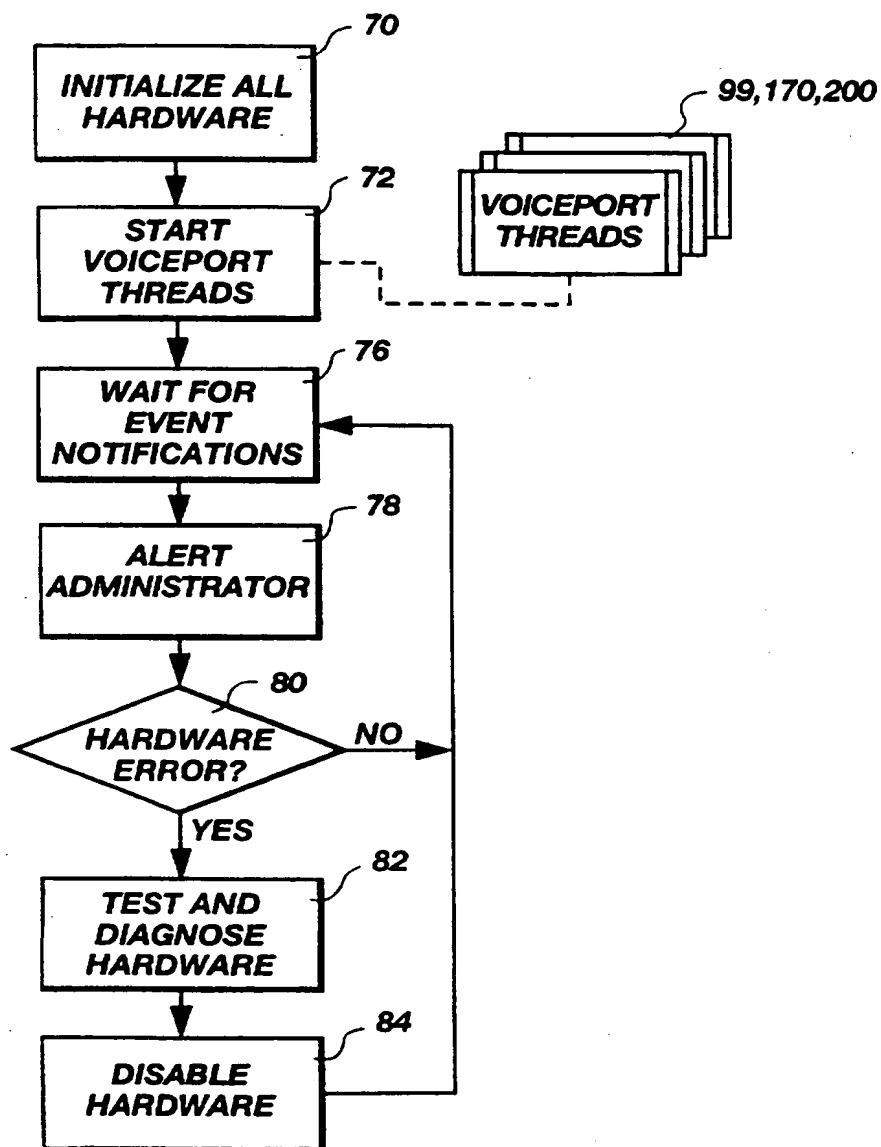 70
INITIALIZE ALL
HARDWARE
99,170,200
VOICEPORT
THREADS
72
START
VOICEPORT
THREADS
76
WAIT FOR
EVENT
NOTIFICATIONS
78
ALERT
ADMINISTRATOR
80
HARDWARE
ERROR?
NO
YES
82
TEST AND
DIAGNOSE
HARDWARE
84
DISABLE
HARDWARE